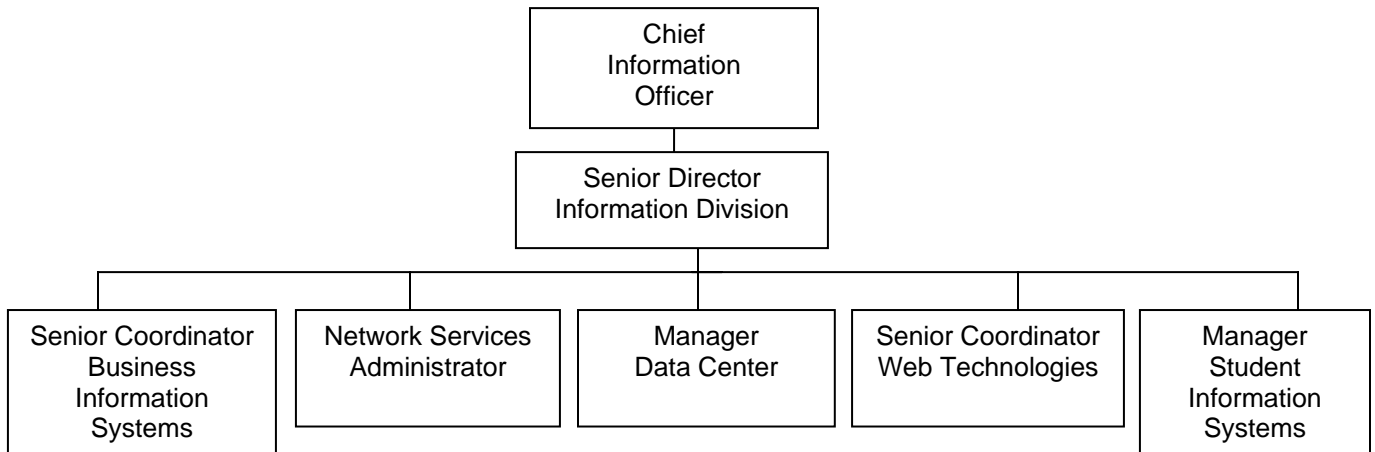 Chief
Information
Officer
Senior Director
Information Division
Senior Coordinator
Business
Information
Systems
Network Services
Administrator
Manager
Data Center
Senior Coordinator
Web Technologies
Manager
Student
Information
Systems